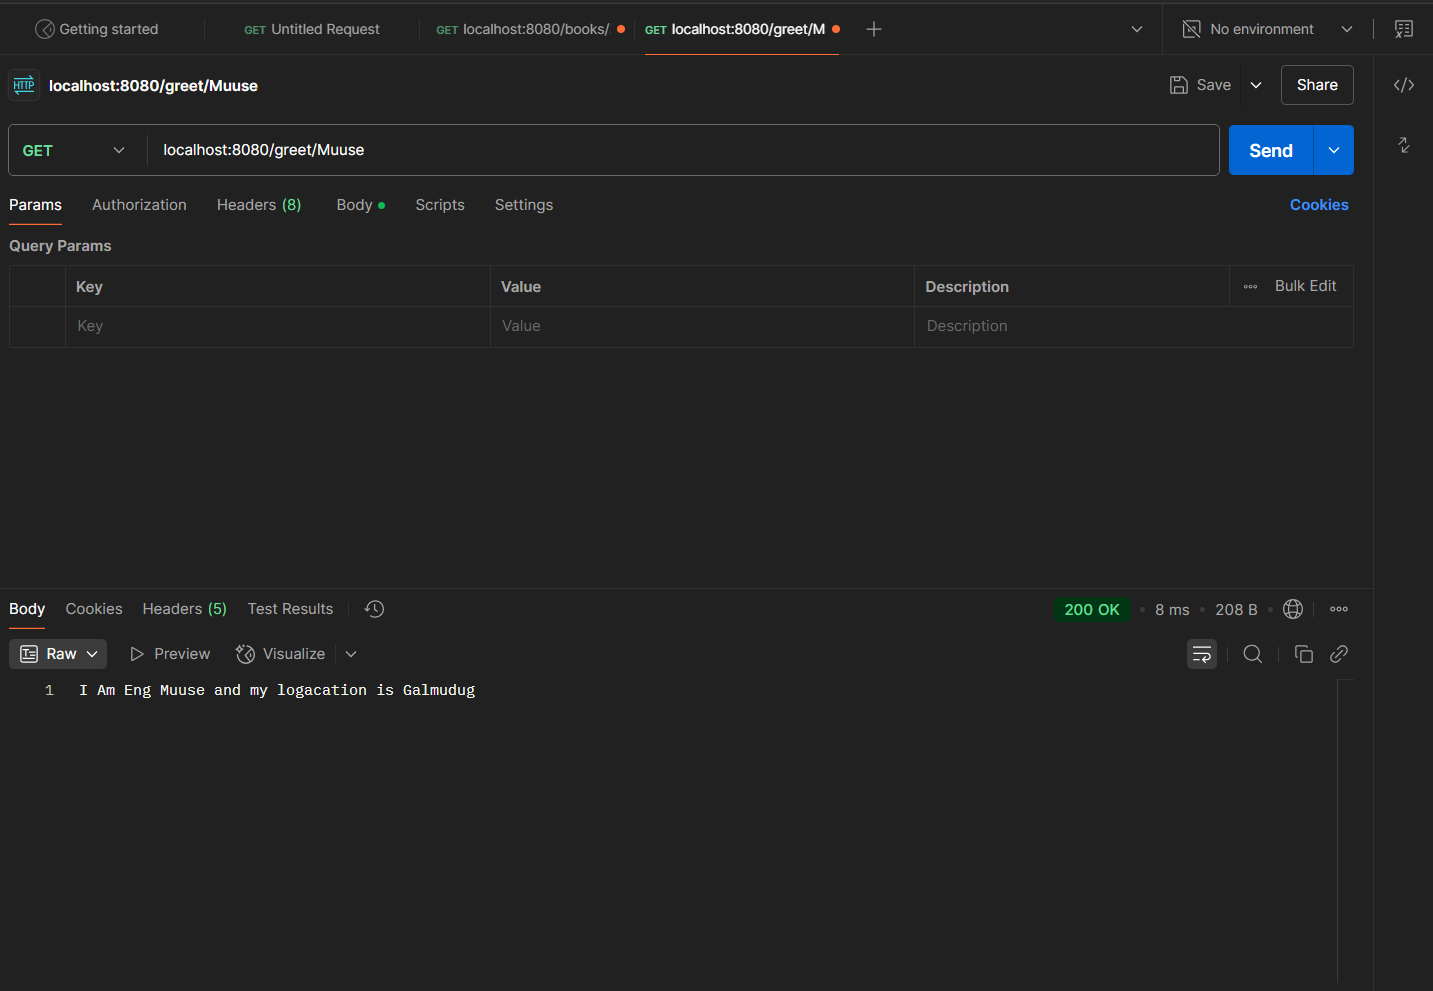 Getting started GET Untitled Request GET localhost:8080/books/ GET localhost:8080/greet/M No environment
HTTP localhost:8080/greet/Muuse Save Share
GET localhost:8080/greet/Muuse Send
Params Authorization Headers (8) Body Scripts Settings Cookies
Query Params
Key Value Description Bulk Edit
Key Value Description
Body Cookies Headers (5) Test Results 200 OK 8 ms 208 B
Raw Preview Visualize
1 I Am Eng Muuse and my logacation is Galmudug